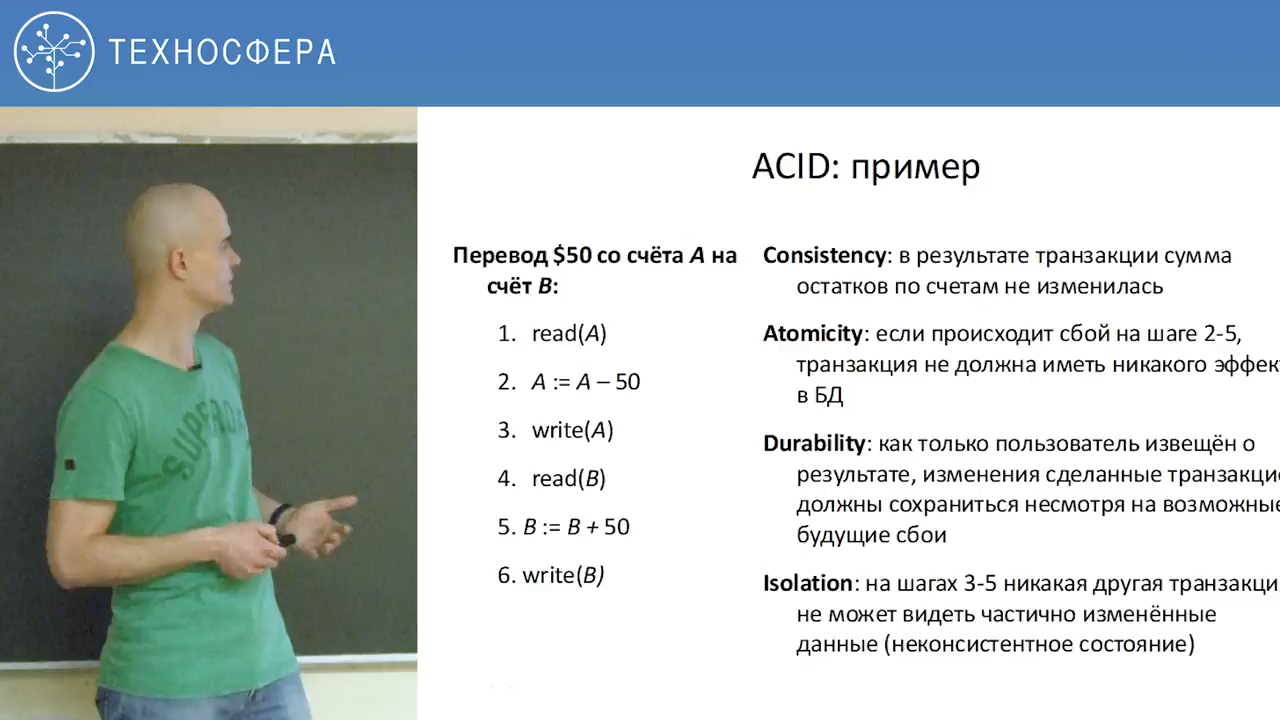 ТЕХНОСФЕРА
ACID: пример
Перевод $50 со счёта A на
счёт B:
1. read(A)
2. A := A – 50
3. write(A)
4. read(B)
5. B := B + 50
6. write(B)
Consistency: в результате транзакции сумма
остатков по счетам не изменилась
Atomicity: если происходит сбой на шаге 2-5,
транзакция не должна иметь никакого эффек
в БД
Durability: как только пользователь извещён о
результате, изменения сделанные транзакцие
должны сохраниться несмотря на возможные
будущие сбои
Isolation: на шагах 3-5 никакая другая транзакци
не может видеть частично изменённые
данные (неконсистентное состояние)